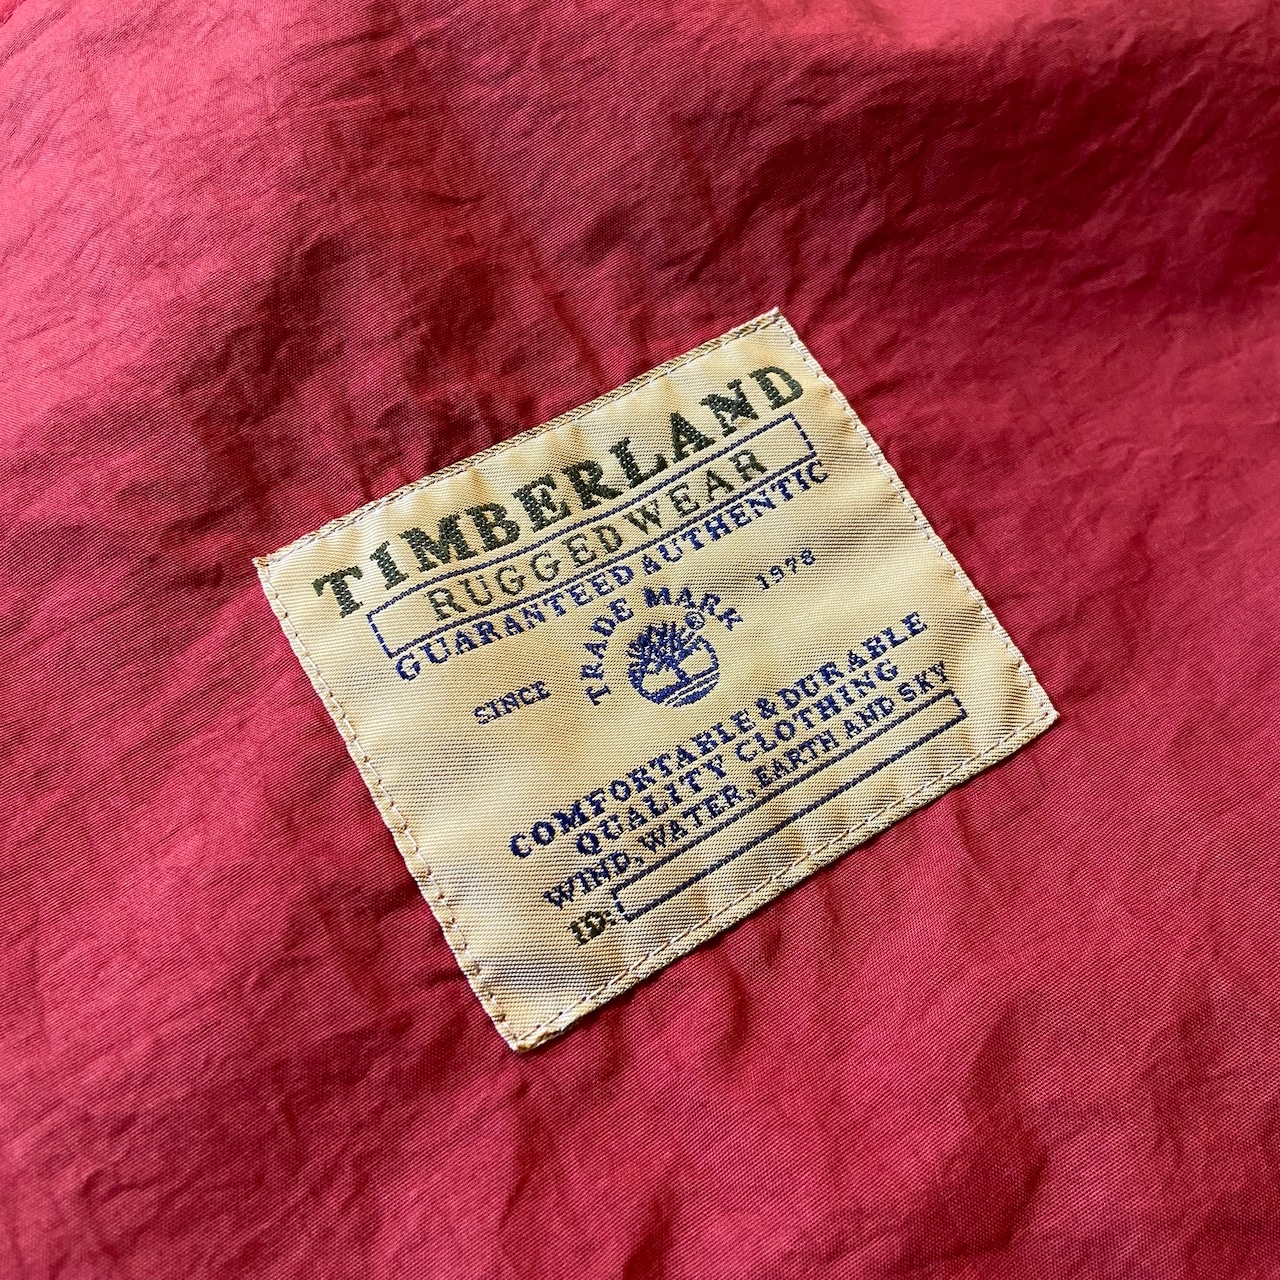 TIMBERLAND
RUGGEDWEAR
GUARANTEED & AUTHENTIC
TRADE MARK
®
SINCE 1978
COMFORTABLE & DURABLE
QUALITY CLOTHING
WIND, WATER, EARTH AND SKY
ID: